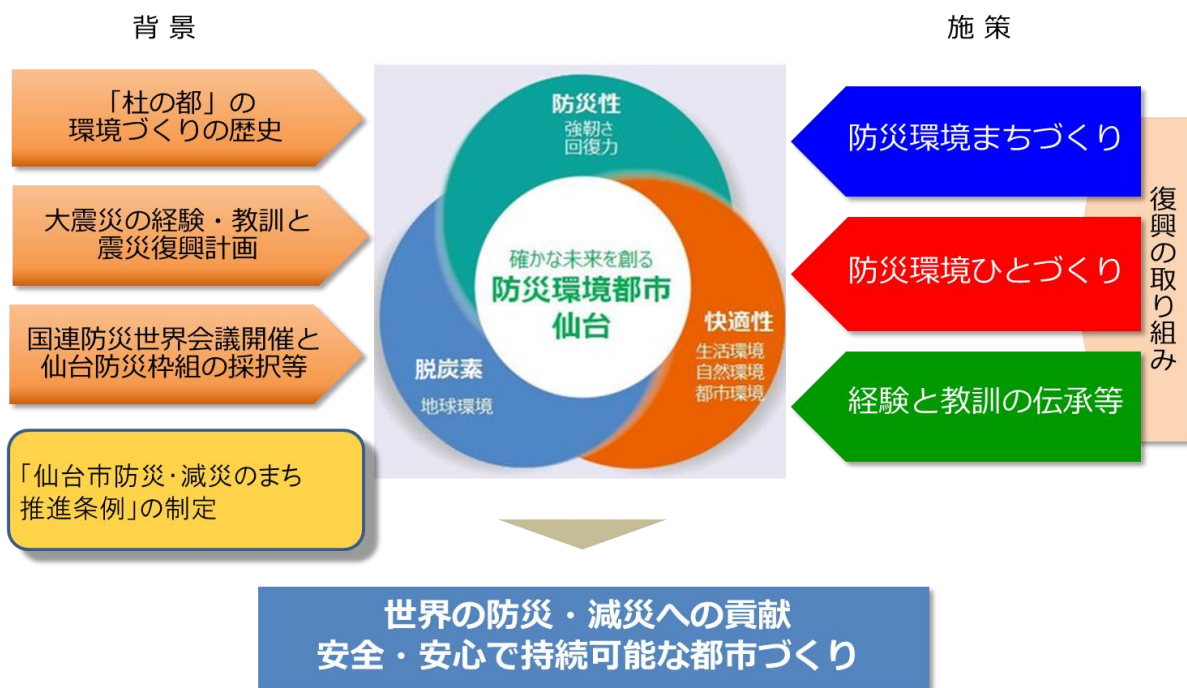 背景
「杜の都」の
環境づくりの歴史
大震災の経験・教訓と
震災復興計画
国連防災世界会議開催と
仙台防災枠組の採択等
「仙台市防災・減災のまち
推進条例」の制定
防災性
強靭さ
回復力
確かな未来を創る
防災環境都市
仙台
脱炭素
地球環境
快適性
生活環境
自然環境
都市環境
施策
防災環境まちづくり
防災環境ひとづくり
経験と教訓の伝承等
復興の取り組み
世界の防災・減災への貢献
安全・安心で持続可能な都市づくり